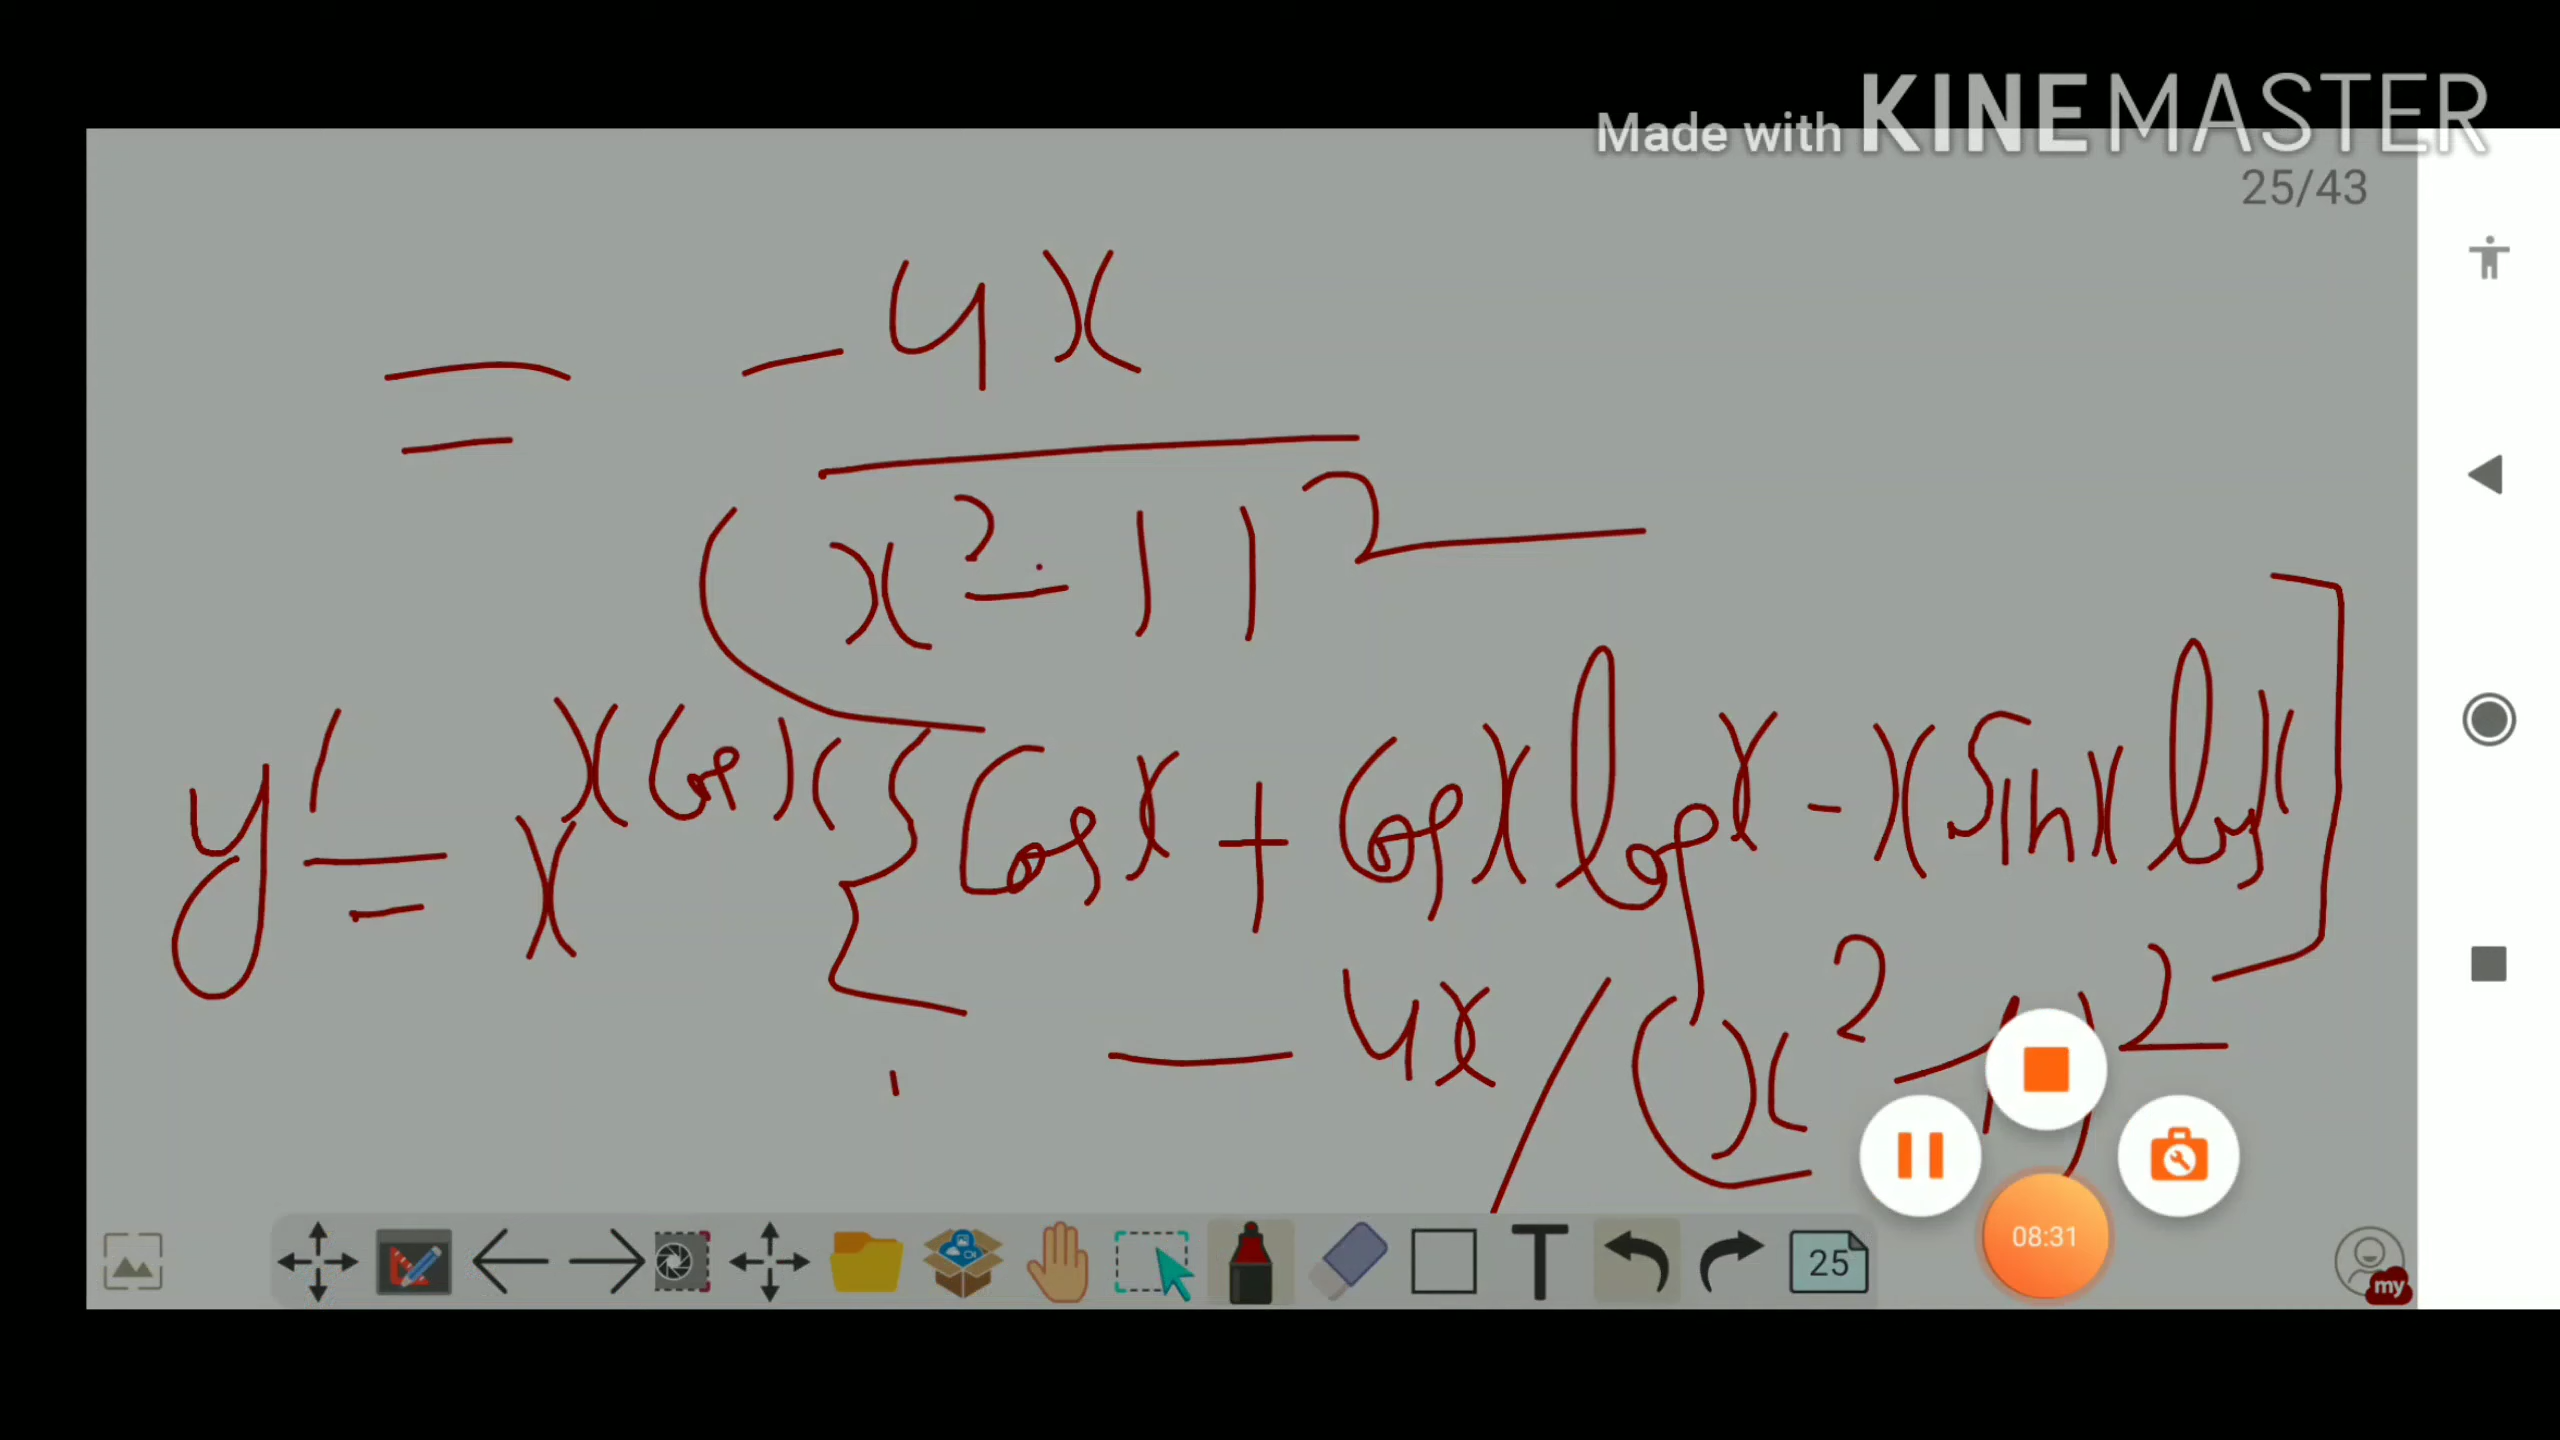 Made with KINEMASTER
25/43
= -4x
(x²-1)²
y' = x^(x cos x) { cos x + cos x log x - x sin x log x ]
- 4x / (x²-1)²
T
25
08:31
my